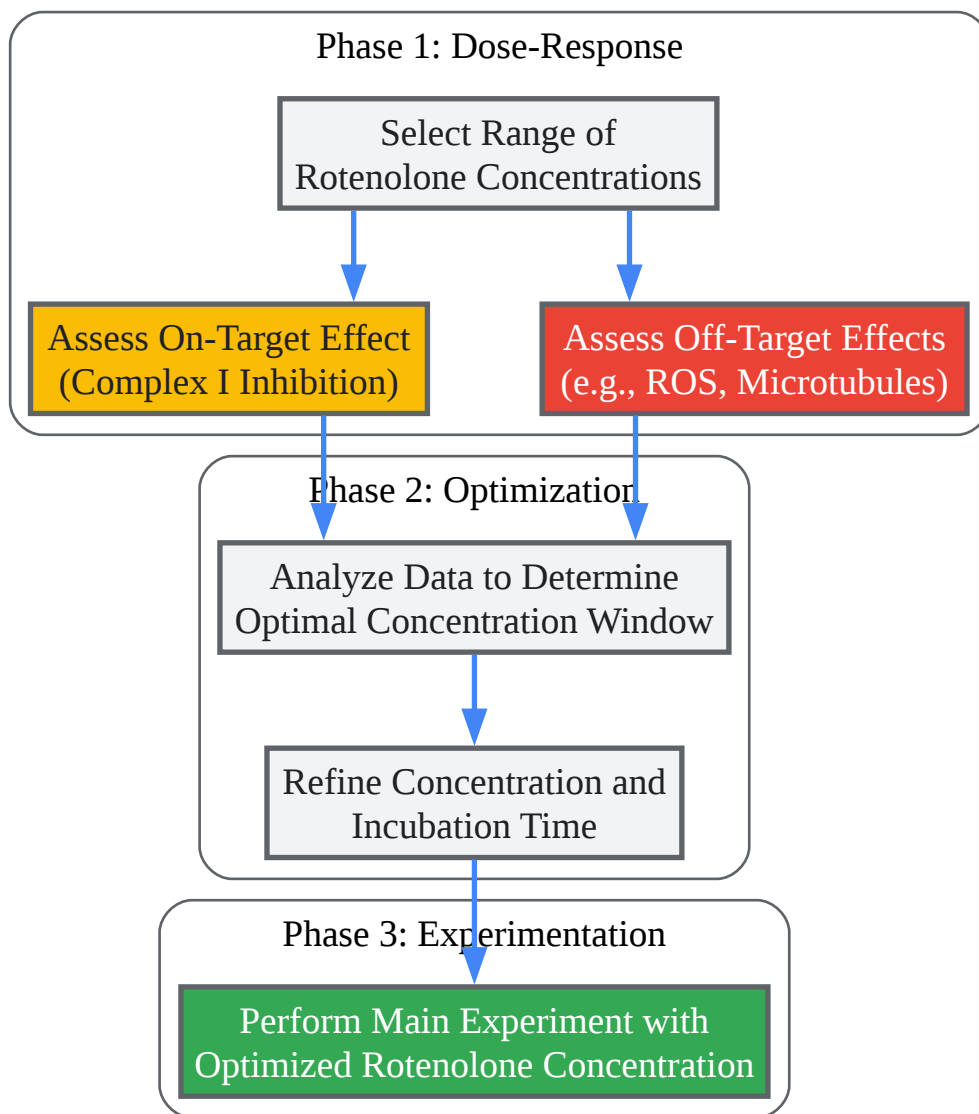 Phase 1: Dose-Response
Select Range of
Rotenolone Concentrations
Assess On-Target Effect
(Complex I Inhibition)
Assess Off-Target Effects
(e.g., ROS, Microtubules)
Phase 2: Optimization
Analyze Data to Determine
Optimal Concentration Window
Refine Concentration and
Incubation Time
Phase 3: Experimentation
Perform Main Experiment with
Optimized Rotenolone Concentration